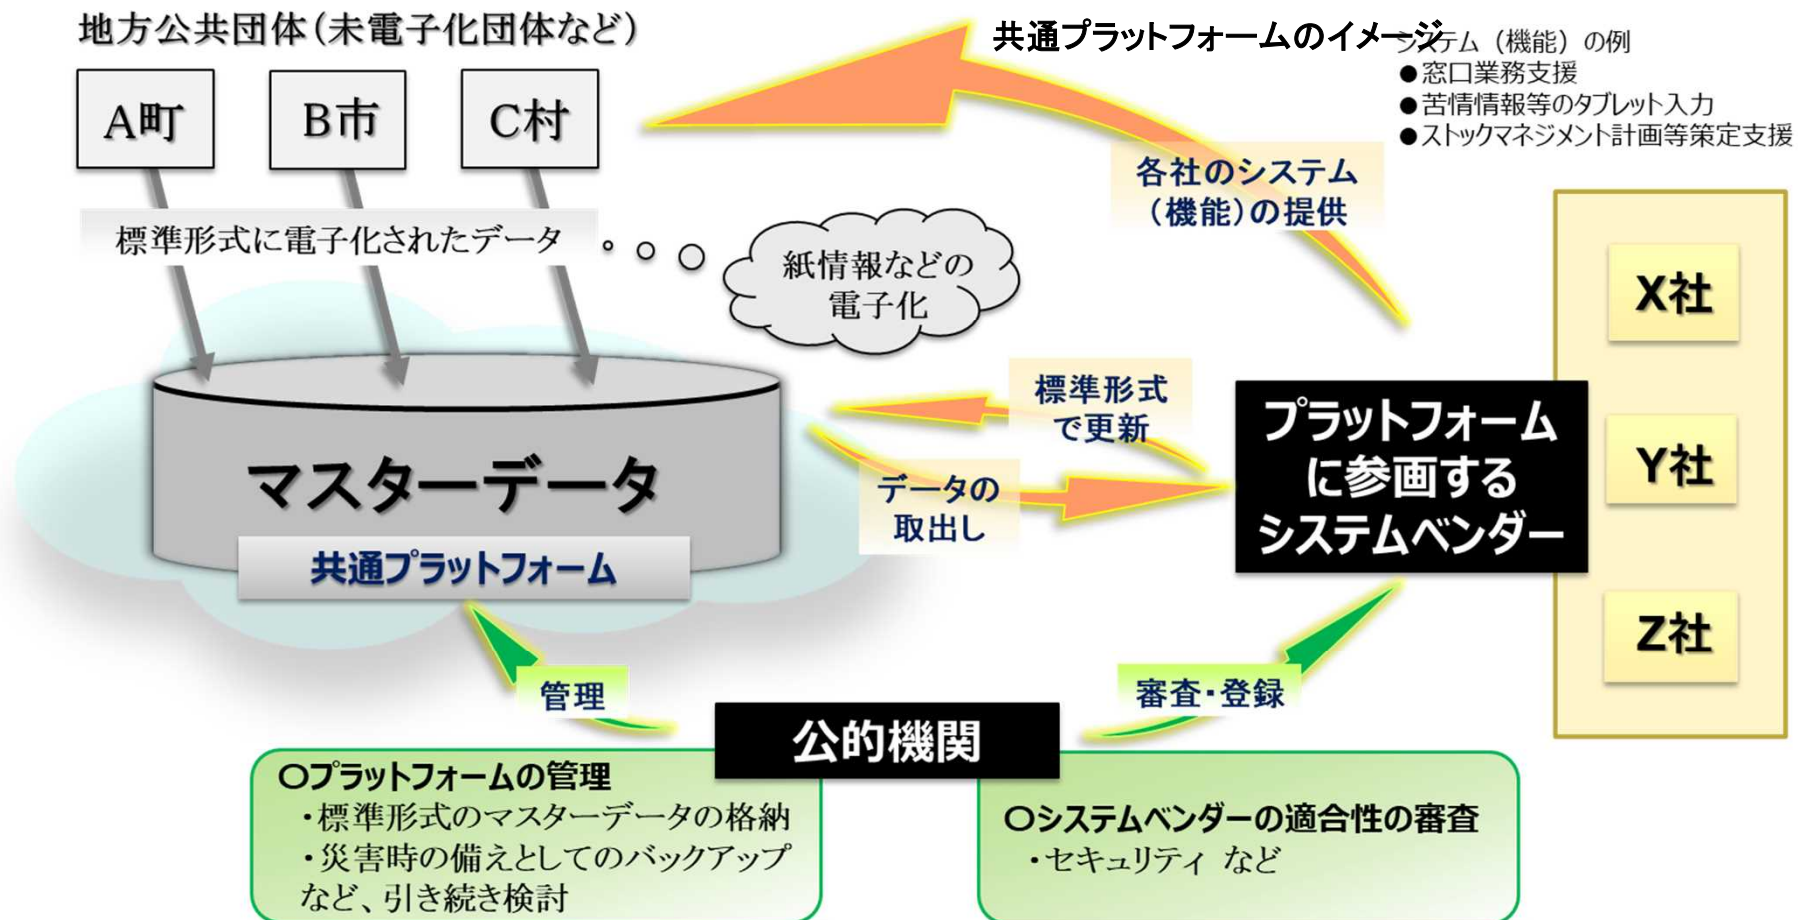 地方公共団体（未電子化団体など）
共通プラットフォームのイメージ
システム（機能）の例
●窓口業務支援
●苦情情報等のタブレット入力
●ストックマネジメント計画等策定支援
A町
B市
C村
各社のシステム
（機能）の提供
標準形式に電子化されたデータ
紙情報などの
電子化
X社
Y社
Z社
標準形式
で更新
データの
取出し
プラットフォーム
に参画する
システムベンダー
マスターデータ
共通プラットフォーム
管理
審査・登録
公的機関
〇プラットフォームの管理
・標準形式のマスターデータの格納
・災害時の備えとしてのバックアップ
など、引き続き検討
〇システムベンダーの適合性の審査
・セキュリティ など